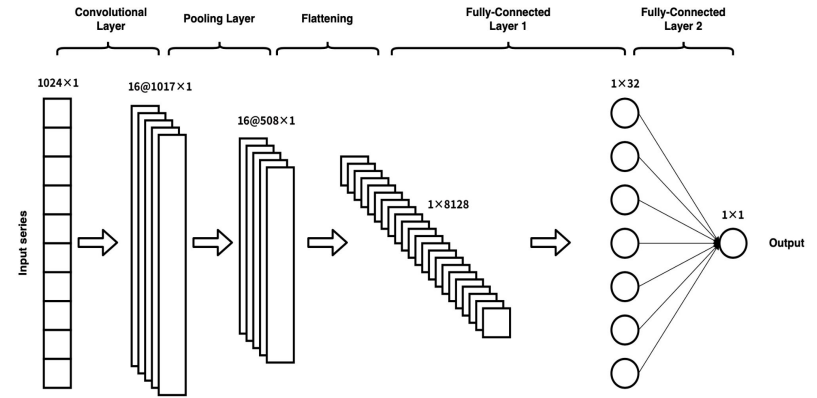 Convolutional
Layer
Pooling Layer
Flattening
Fully-Connected
Layer 1
Fully-Connected
Layer 2
1024×1
16@1017×1
16@508×1
1×8128
1×32
1×1
Input series
Output